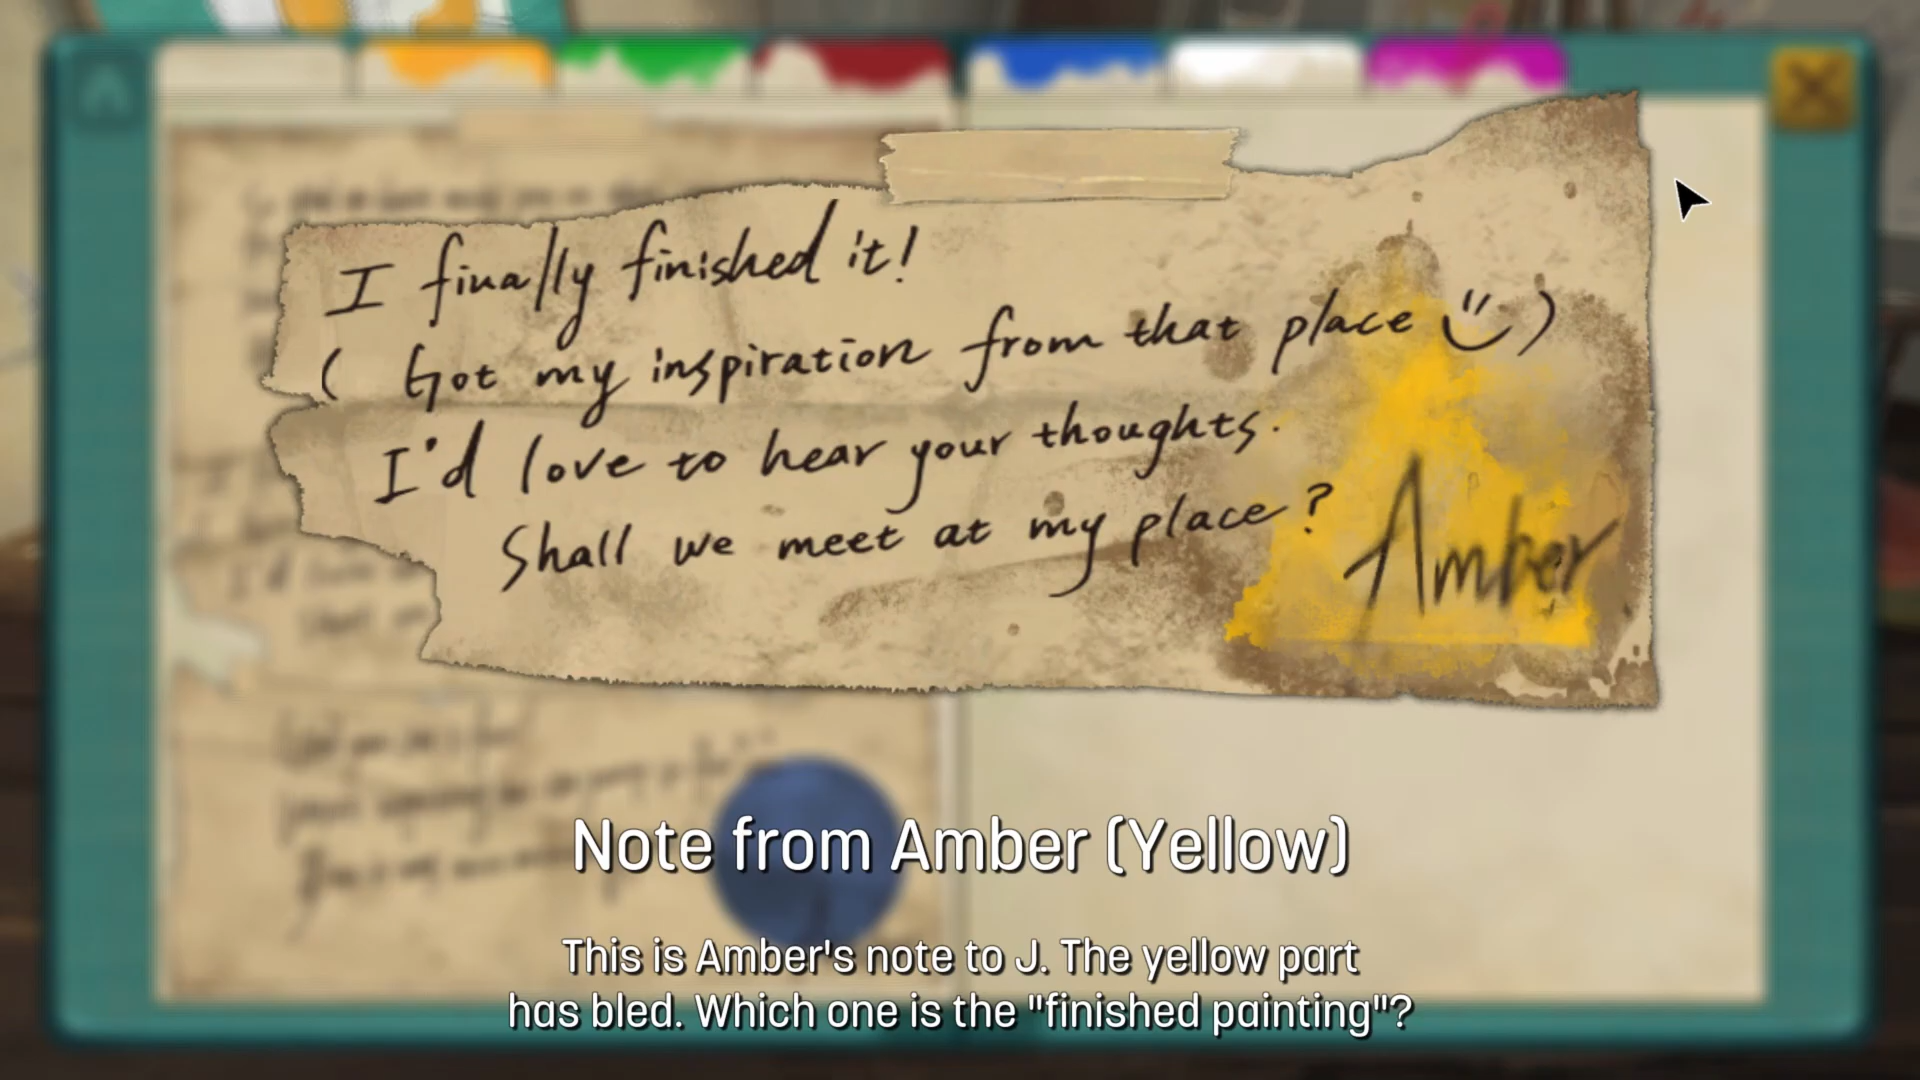 I finally finished it!
( Got my inspiration from that place )
I'd love to hear your thoughts.
Shall we meet at my place?
Amber
Note from Amber (Yellow)
This is Amber's note to J. The yellow part
has bled. Which one is the "finished painting"?